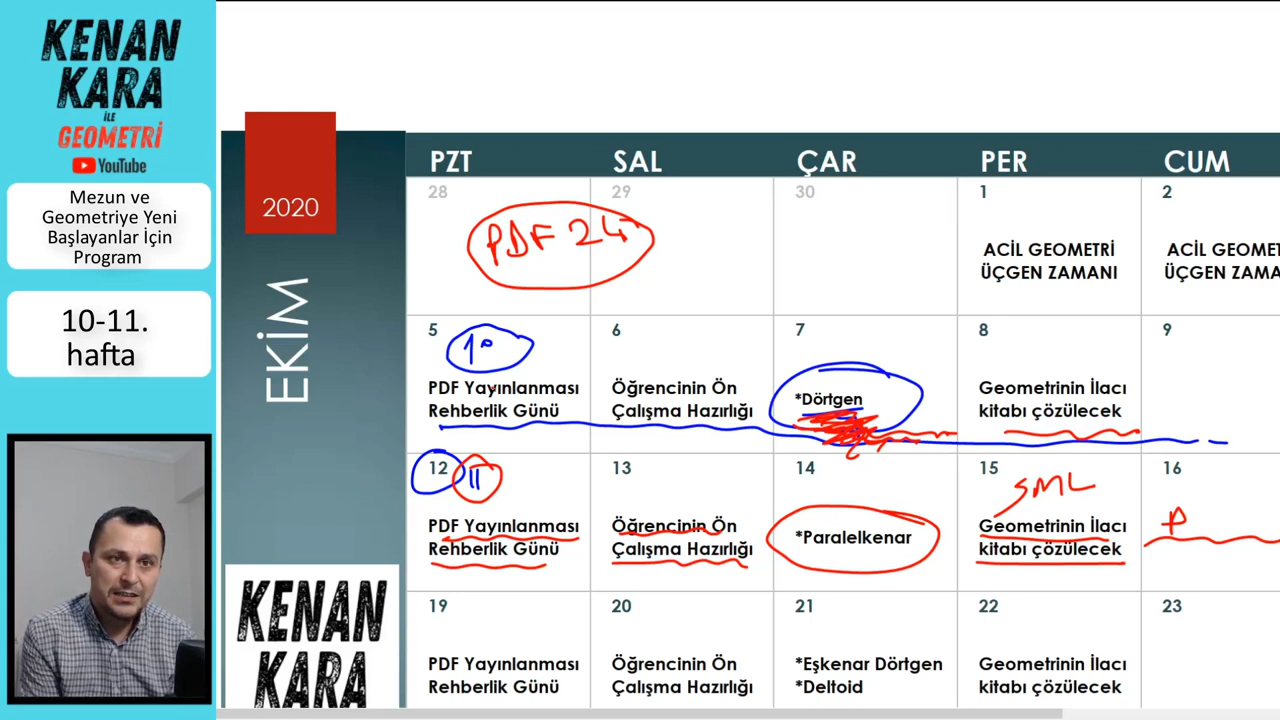 KENAN
KARA
İLE
GEOMETRİ
YouTube
Mezun ve
Geometriye Yeni
Başlayanlar İçin
Program
10-11.
hafta
2020
EKİM
KENAN
KARA
PZT SAL ÇAR PER CUM
28 29 30 1 2
PDF 24
ACİL GEOMETRİ
ÜÇGEN ZAMANI
ACİL GEOMET
ÜÇGEN ZAMA
5 6 7 8 9
10
PDF Yayınlanması
Rehberlik Günü
Öğrencinin Ön
Çalışma Hazırlığı
*Dörtgen
Geometrinin İlacı
kitabı çözülecek
12 13 14 15 16
11
SML
P
PDF Yayınlanması
Rehberlik Günü
Öğrencinin Ön
Çalışma Hazırlığı
*Paralelkenar
Geometrinin İlacı
kitabı çözülecek
19 20 21 22 23
PDF Yayınlanması
Rehberlik Günü
Öğrencinin Ön
Çalışma Hazırlığı
*Eşkenar Dörtgen
*Deltoid
Geometrinin İlacı
kitabı çözülecek